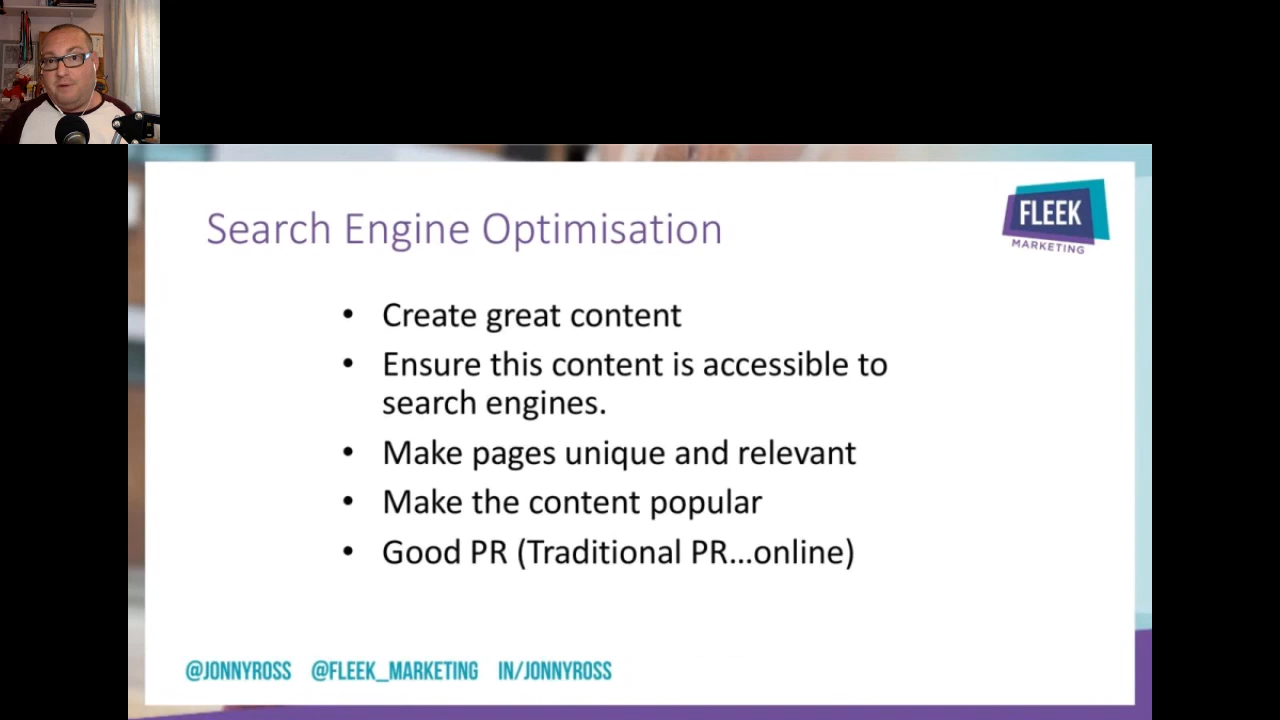 Search Engine Optimisation
FLEEK
MARKETING
• Create great content
• Ensure this content is accessible to
search engines.
• Make pages unique and relevant
• Make the content popular
• Good PR (Traditional PR...online)
@JONNYROSS @FLEEK_MARKETING IN/JONNYROSS